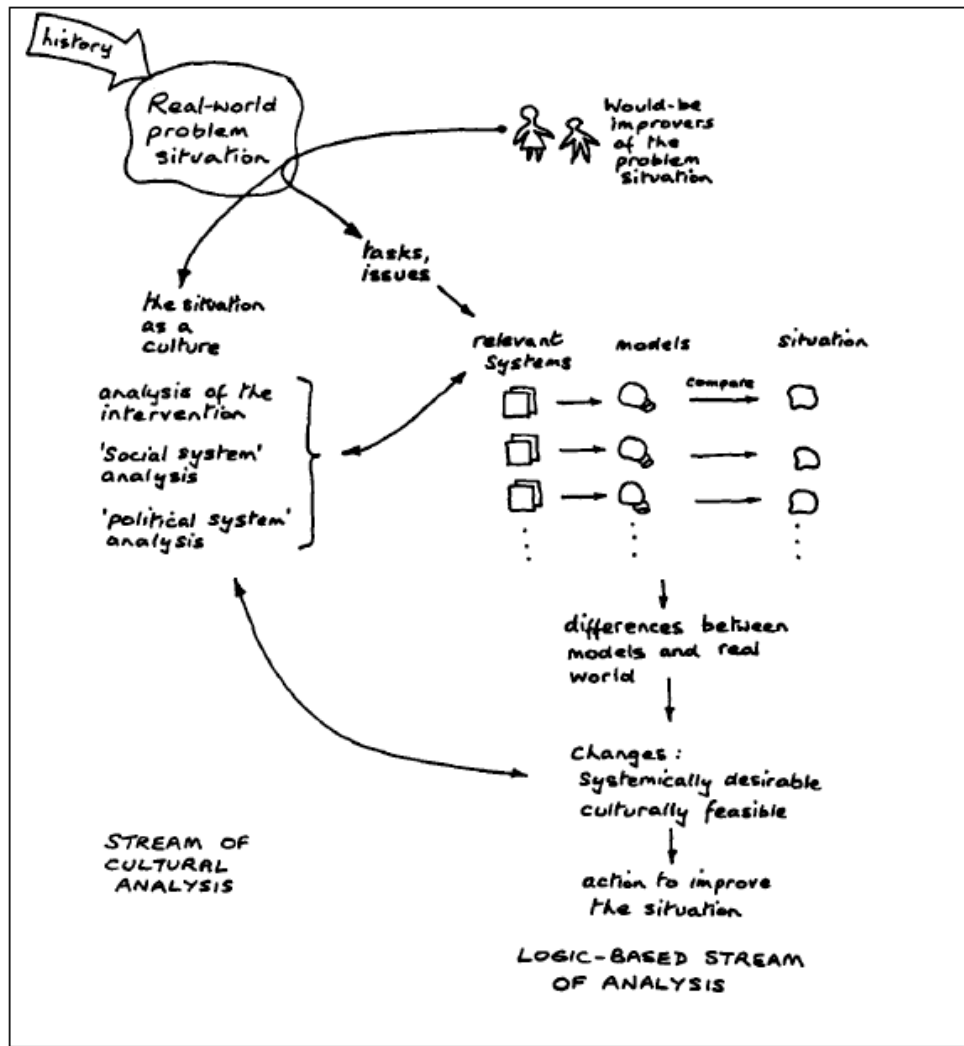 history
Real-world
problem
situation
Would-be
improvers
of the
problem
situation
tasks,
issues
the situation
as a
culture
relevant
Systems
models
situation
compare
analysis of the
intervention
'Social system'
analysis
'political system'
analysis
differences between
models and real
world
Changes:
Systemically desirable
culturally feasible
action to improve
the situation
STREAM OF
CULTURAL
ANALYSIS
LOGIC-BASED STREAM
OF ANALYSIS